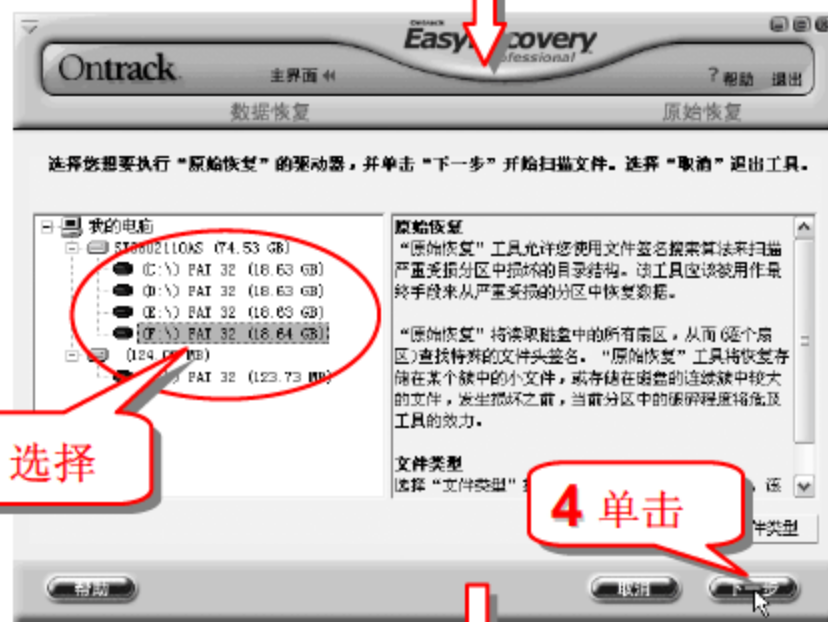 Ontrack
Ontrack
主界面
EasyRecovery
Professional
? 帮助 退出
数据恢复
原始恢复
选择您想要执行“原始恢复”的驱动器，并单击“下一步”开始扫描文件。选择“取消”退出工具。
我的电脑
ST3802110AS (74.53 GB)
(C:\) FAT 32 (18.63 GB)
(D:\) FAT 32 (18.63 GB)
(E:\) FAT 32 (18.63 GB)
(F:\) FAT 32 (18.64 GB)
(124.0 MB)
FAT 32 (123.73 MB)
选择
原始恢复
“原始恢复”工具允许您使用文件签名搜索算法来扫描
严重受损分区中损坏的目录结构。该工具应该被用作最
终手段来从严重受损的分区中恢复数据。
“原始恢复”将读取磁盘中的所有扇区，从而(逐个扇
区)查找特殊的文件头签名。“原始恢复”工具将恢复存
储在某个簇中的小文件，或存储在磁盘的连续簇中较大
的文件，发生损坏之前，当前分区中的破碎程度将危及
工具的效力。
文件类型
选择“文件类型”
，该
4 单击
件类型
帮助
取消
下一步